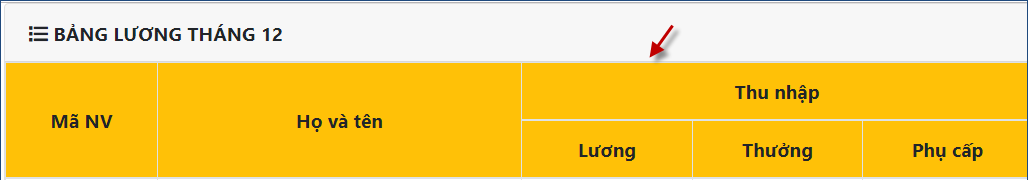 BẢNG LƯƠNG THÁNG 12
Thu nhập
Mã NV Họ và tên
Lương Thưởng Phụ cấp